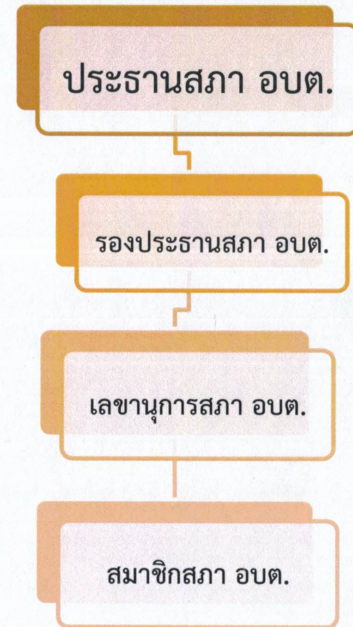 ประธานสภา อบต.
รองประธานสภา อบต.
เลขานุการสภา อบต.
สมาชิกสภา อบต.